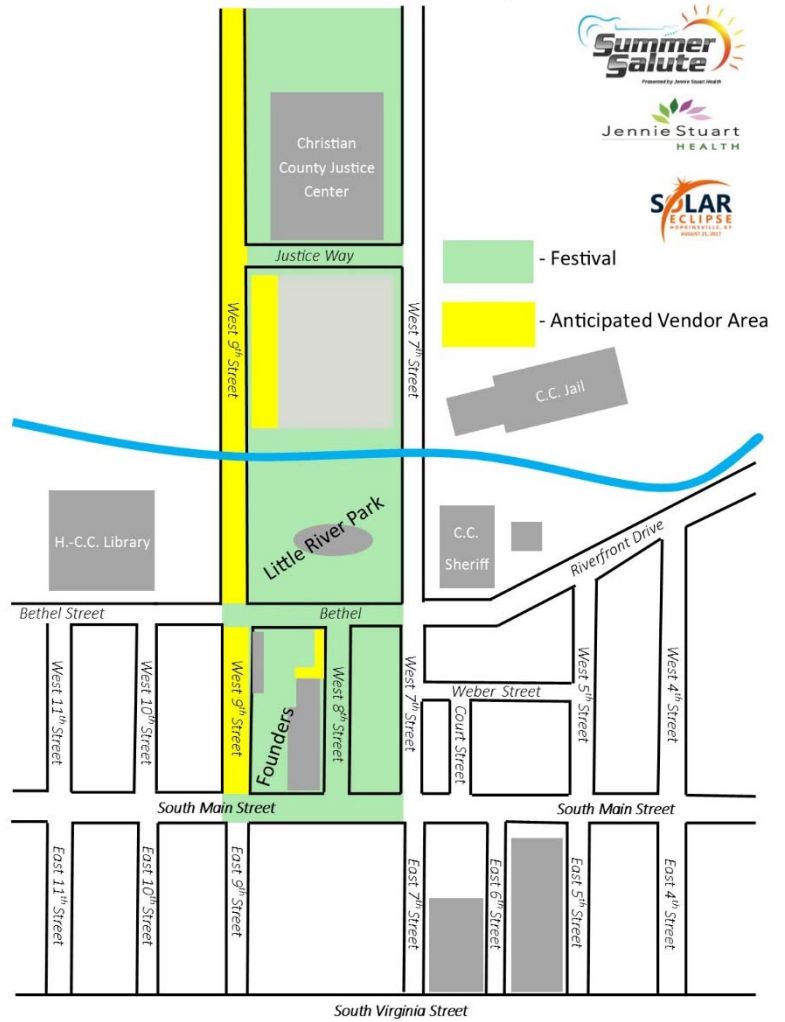 Summer
Salute
Presented by Jennie Stuart Health
Jennie Stuart
HEALTH
SOLAR
ECLIPSE
HOPKINSVILLE, KY
AUGUST 21, 2017
- Festival
- Anticipated Vendor Area
Christian
County Justice
Center
Justice Way
West 9th Street
West 7th Street
C.C. Jail
H.-C.C. Library
Little River Park
C.C.
Sheriff
Riverfront Drive
Bethel Street
Bethel
West 11th Street
West 10th Street
West 9th Street
Founders
West 8th Street
West 7th Street
Weber Street
Court Street
West 5th Street
West 4th Street
South Main Street
South Main Street
East 11th Street
East 10th Street
East 9th Street
East 7th Street
East 6th Street
East 5th Street
East 4th Street
South Virginia Street